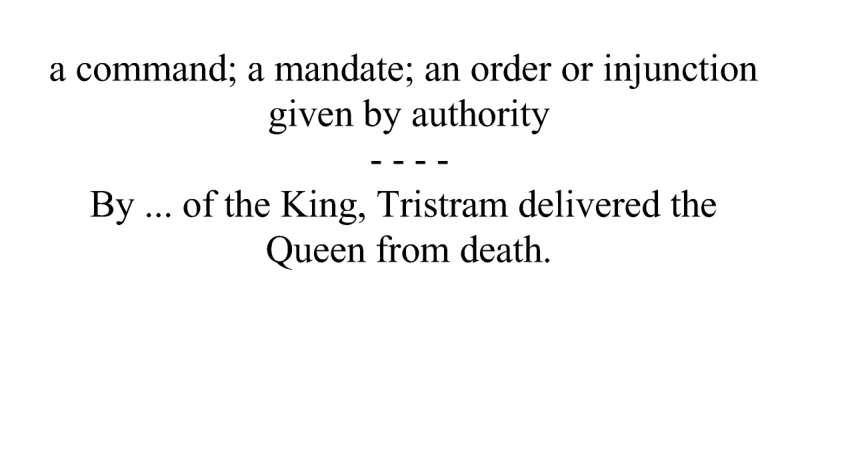 a command; a mandate; an order or injunction
given by authority
- - - -
By ... of the King, Tristram delivered the
Queen from death.